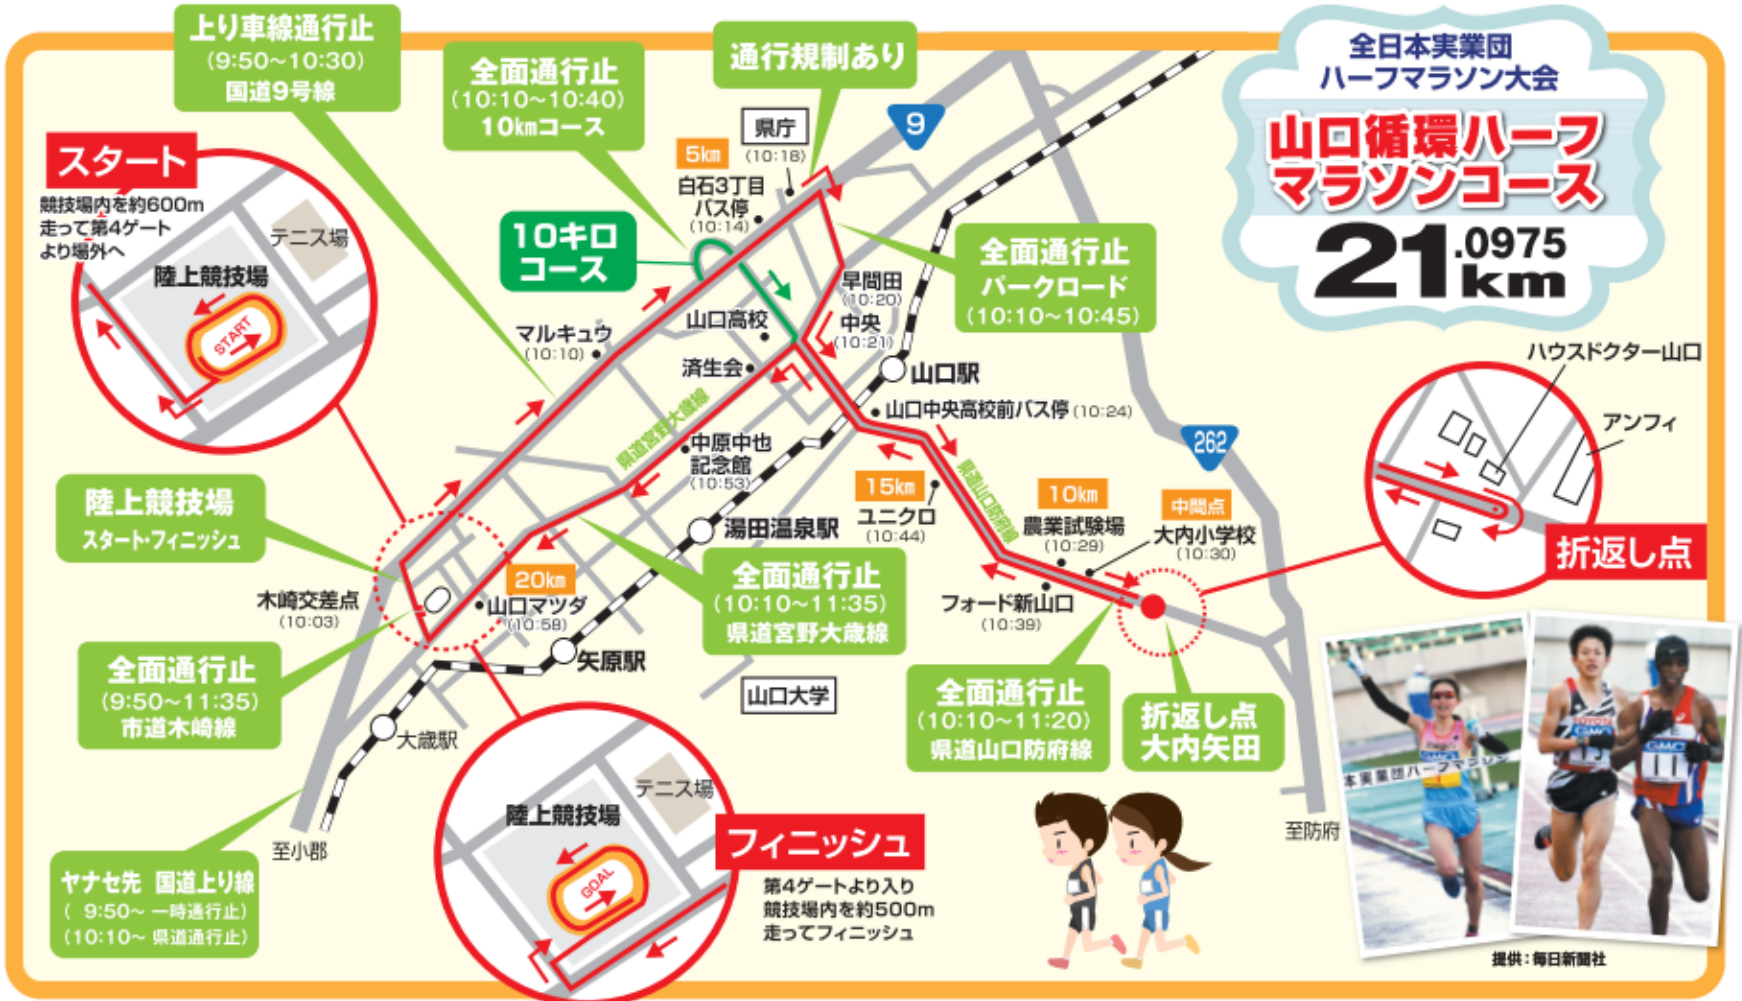 上り車線通行止
(9:50~10:30)
国道9号線
全面通行止
(10:10~10:40)
10kmコース
通行規制あり
9
全日本実業団
ハーフマラソン大会
山口循環ハーフ
マラソンコース
21.0975
km
スタート
競技場内を約600m
走って第4ゲート
より場外へ
テニス場
陸上競技場
START
県庁
(10:18)
5km
白石3丁目
バス停
(10:14)
10キロ
コース
全面通行止
パークロード
(10:10~10:45)
早間田
(10:20)
中央
(10:21)
山口高校
マルキュウ
(10:10)
済生会
山口駅
山口中央高校前バス停(10:24)
県道宮野大歳線
中原中也
記念館
(10:53)
262
ハウスドクター山口
アンフィ
折返し点
15km
ユニクロ
(10:44)
県道山口防府線
10km
農業試験場
(10:29)
中間点
大内小学校
(10:30)
陸上競技場
スタート・フィニッシュ
湯田温泉駅
木崎交差点
(10:03)
20km
山口マツダ
(10:58)
全面通行止
(10:10~11:35)
県道宮野大歳線
フォード新山口
(10:39)
全面通行止
(9:50~11:35)
市道木崎線
矢原駅
山口大学
大歳駅
全面通行止
(10:10~11:20)
県道山口防府線
折返し点
大内矢田
至小郡
至防府
ヤナセ先 国道上り線
( 9:50~ 一時通行止)
(10:10~ 県道通行止)
テニス場
陸上競技場
GOAL
フィニッシュ
第4ゲートより入り
競技場内を約500m
走ってフィニッシュ
本実業団ハーフマラソン
TOYOTA
GMO
GMO
11
提供：毎日新聞社